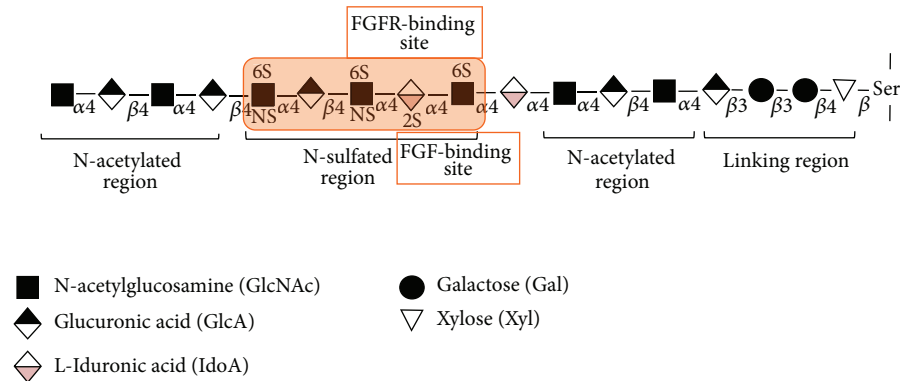 FGFR-binding
site
6S 6S 6S
α4 β4 α4 β4 NS α4 β4 NS α4 2S α4 α4 α4 α4 β4 α4 β3 β3 β4 β Ser
N-acetylated
region
N-sulfated
region
FGF-binding
site
N-acetylated
region
Linking region
N-acetylglucosamine (GlcNAc)
Glucuronic acid (GlcA)
L-Iduronic acid (IdoA)
Galactose (Gal)
Xylose (Xyl)